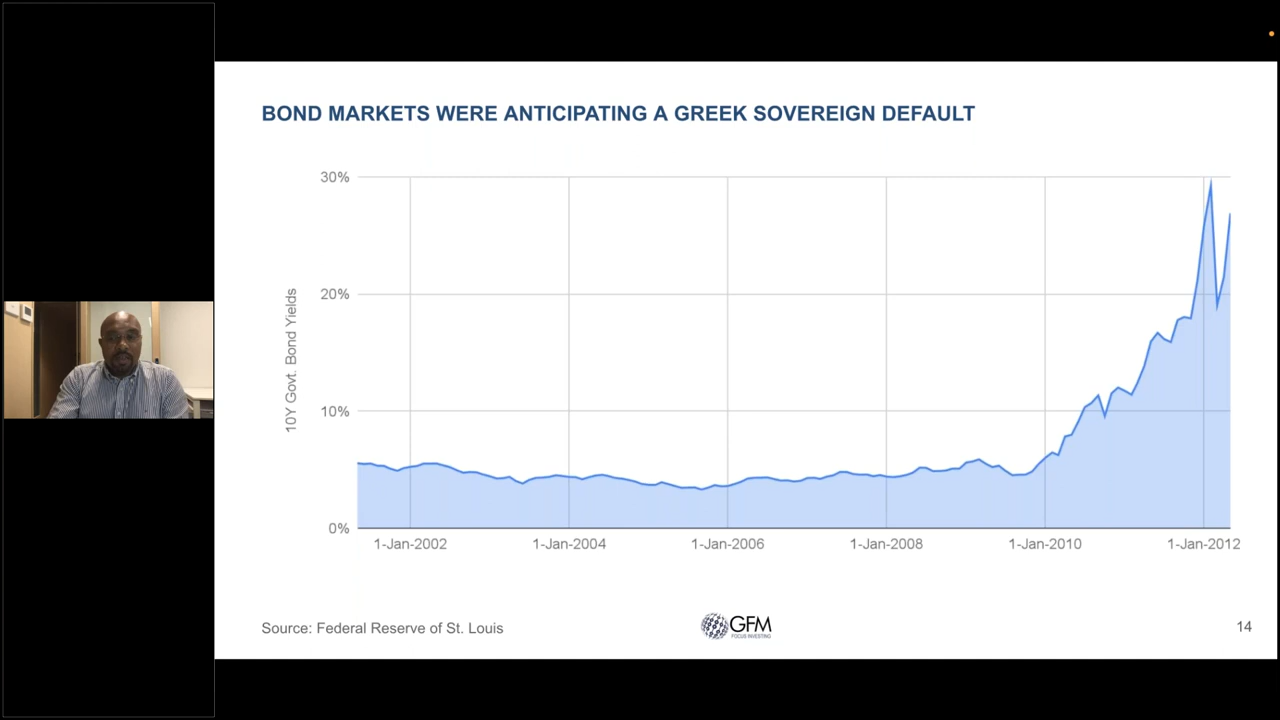 BOND MARKETS WERE ANTICIPATING A GREEK SOVEREIGN DEFAULT
30%
20%
10%
0%
10Y Govt. Bond Yields
1-Jan-2002 1-Jan-2004 1-Jan-2006 1-Jan-2008 1-Jan-2010 1-Jan-2012
Source: Federal Reserve of St. Louis
GFM
FOCUS INVESTING
14